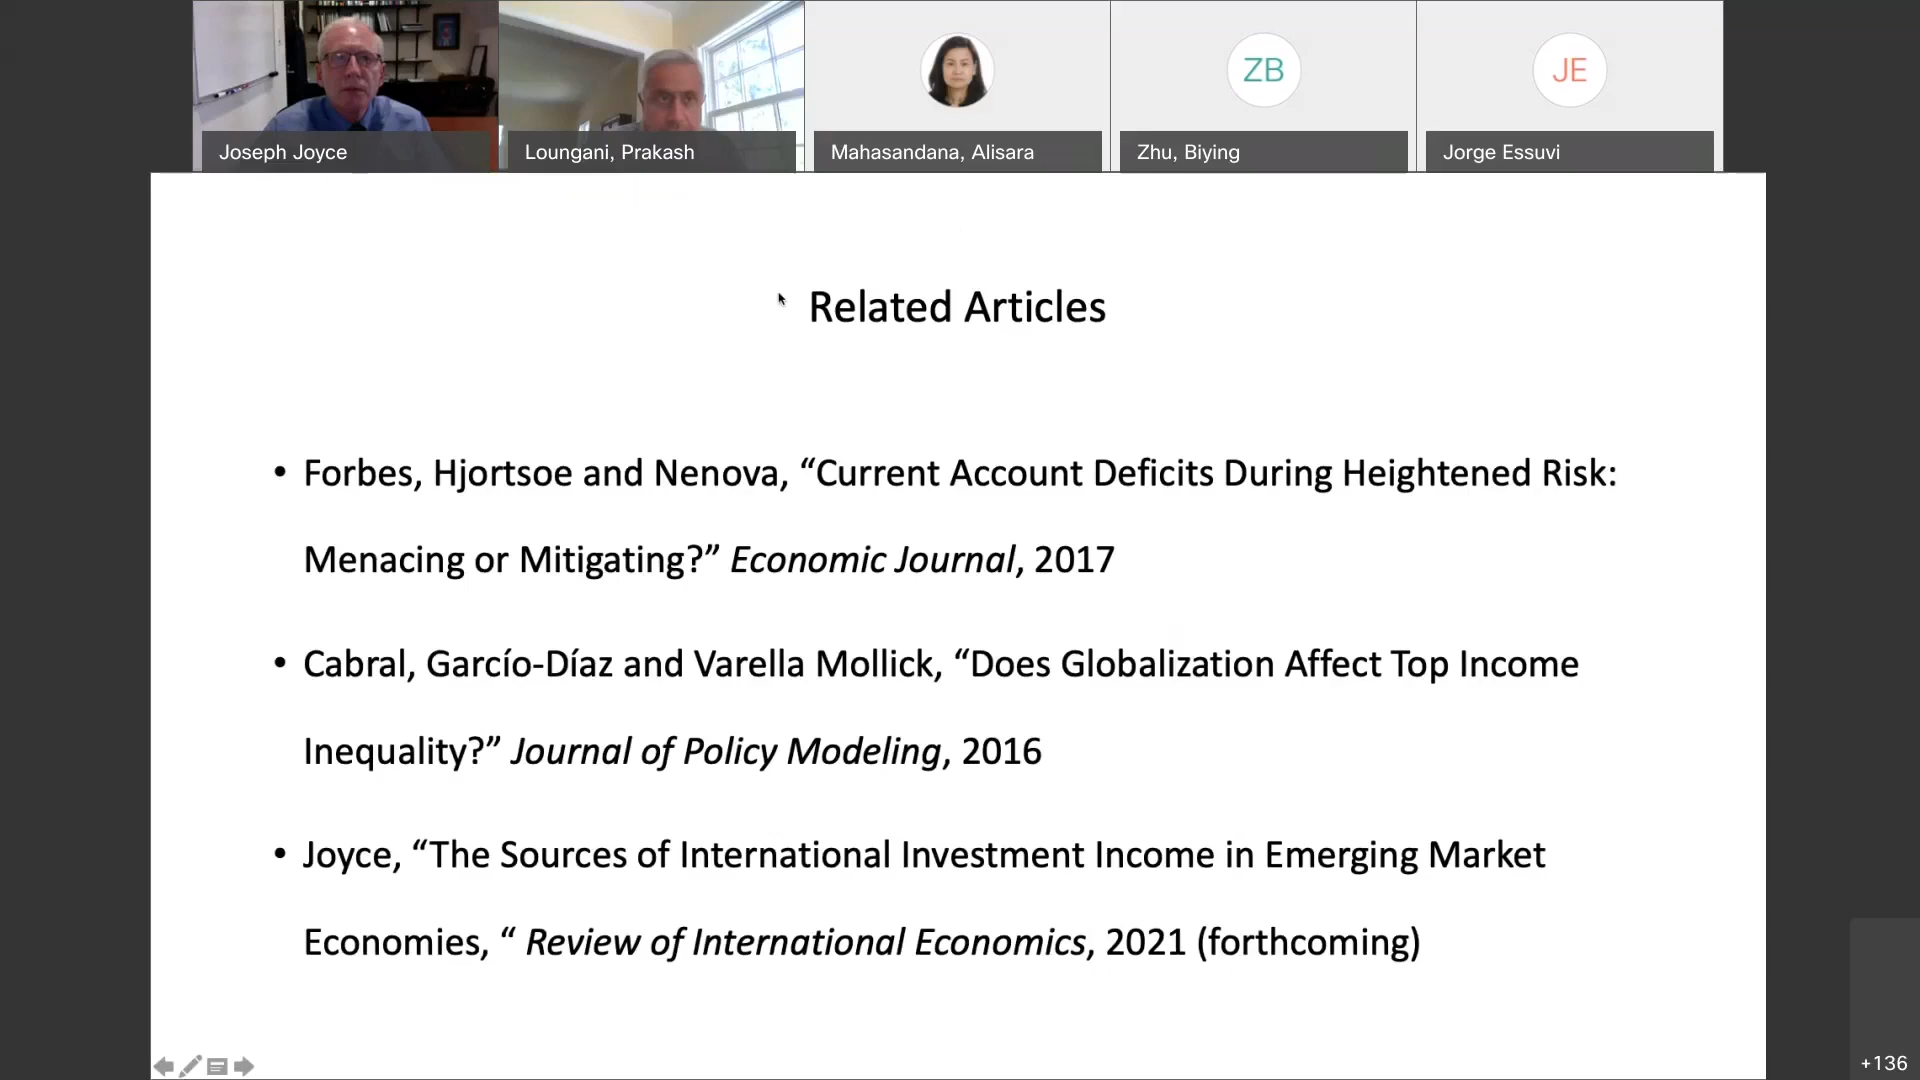 Joseph Joyce
Loungani, Prakash
Mahasandana, Alisara
ZB
Zhu, Biying
JE
Jorge Essuvi
Related Articles
• Forbes, Hjortsoe and Nenova, “Current Account Deficits During Heightened Risk:
Menacing or Mitigating?” Economic Journal, 2017
• Cabral, Garcío-Díaz and Varella Mollick, “Does Globalization Affect Top Income
Inequality?” Journal of Policy Modeling, 2016
• Joyce, “The Sources of International Investment Income in Emerging Market
Economies, “ Review of International Economics, 2021 (forthcoming)
+136